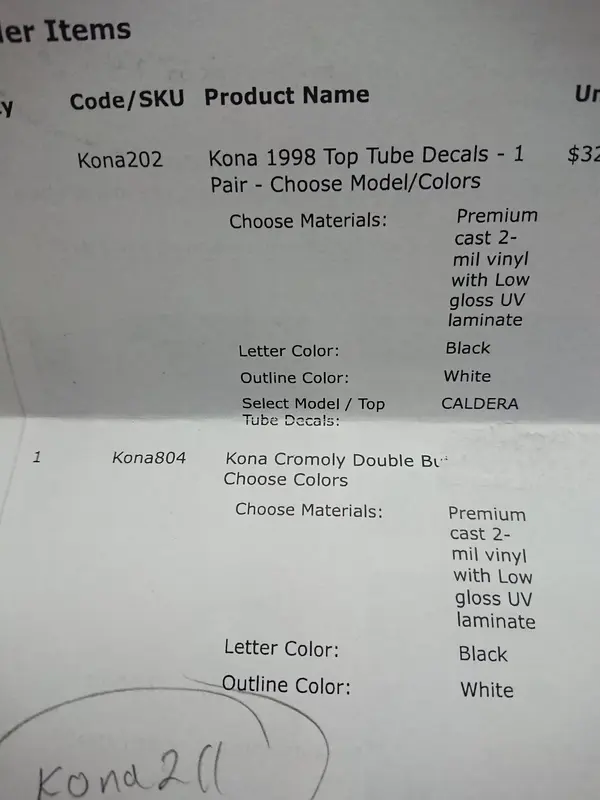 er Items
y Code/SKU Product Name Un
Kona202 Kona 1998 Top Tube Decals - 1 $32
Pair - Choose Model/Colors
Choose Materials: Premium
cast 2-
mil vinyl
with Low
gloss UV
laminate
Letter Color: Black
Outline Color: White
Select Model / Top CALDERA
Tube Decals:
1 Kona804 Kona Cromoly Double
Choose Colors
Choose Materials: Premium
cast 2-
mil vinyl
with Low
gloss UV
laminate
Letter Color: Black
Outline Color: White
Kona211